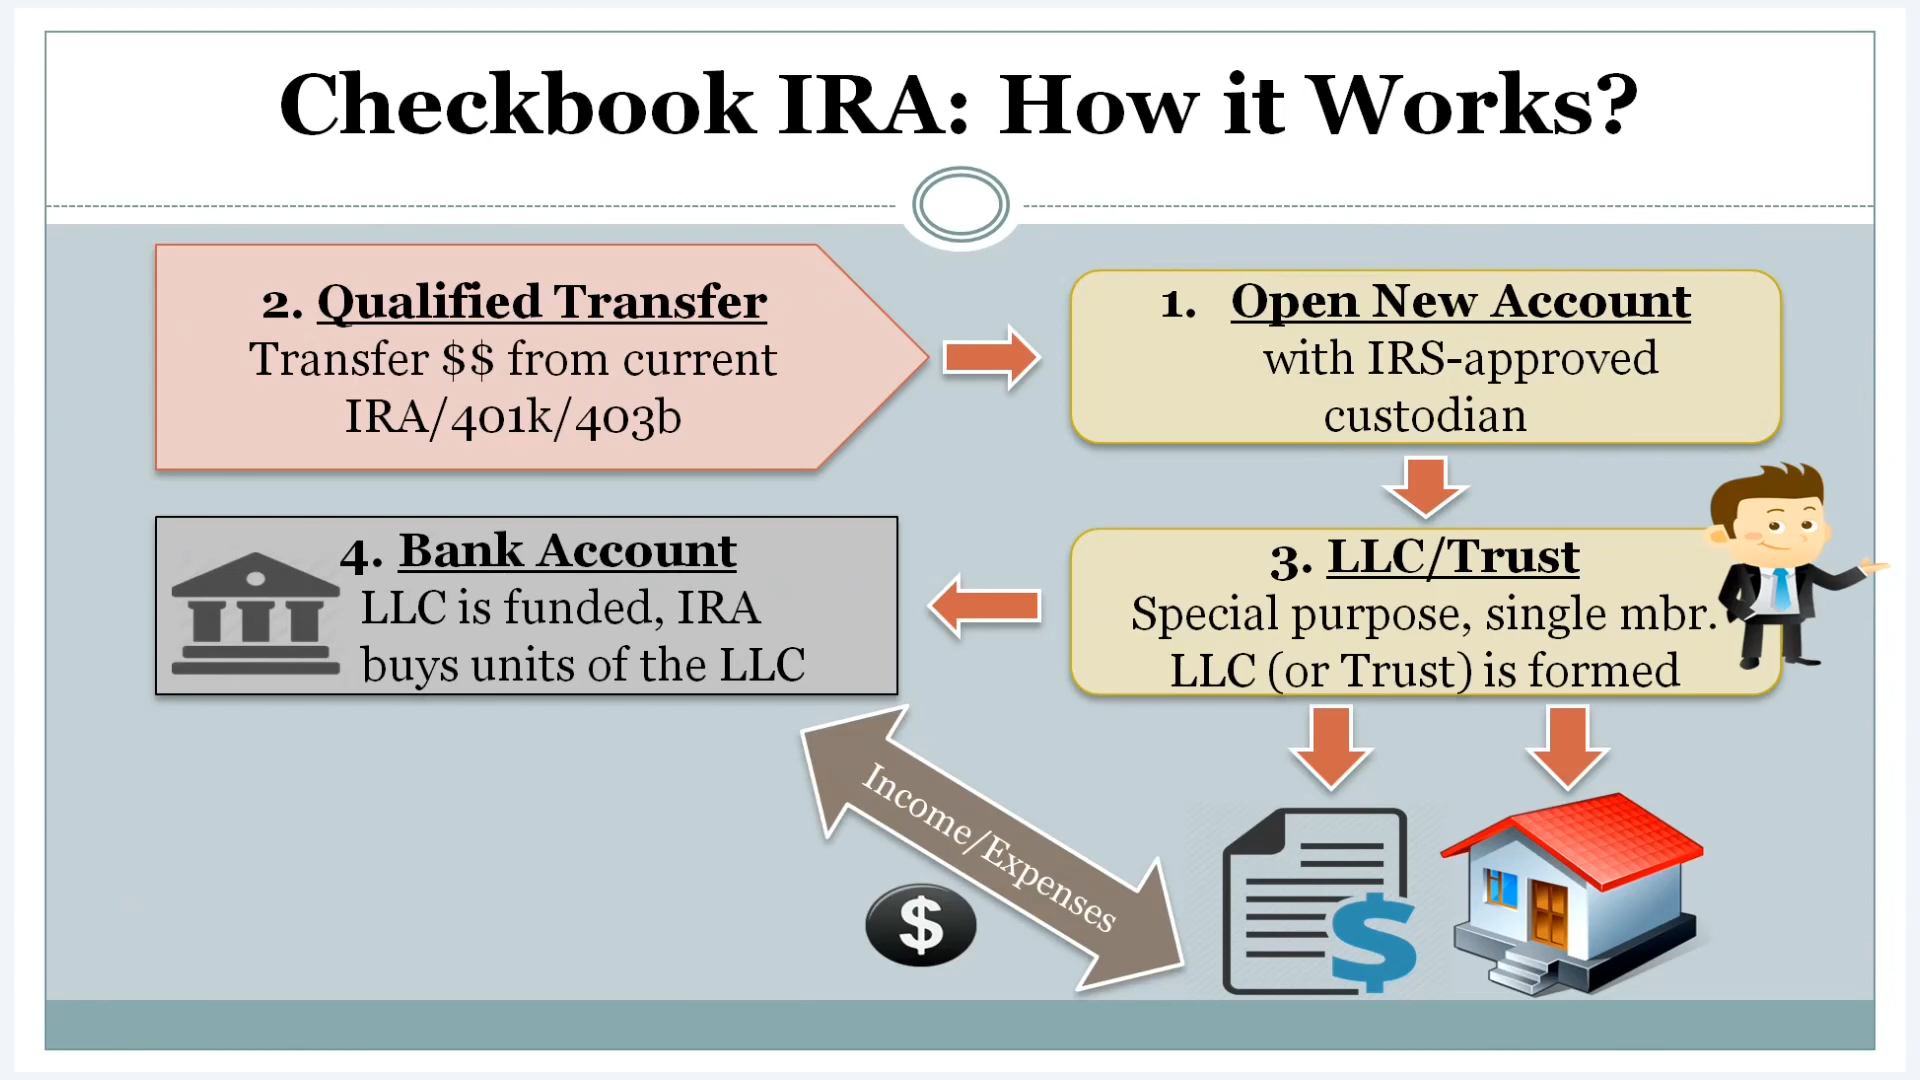 Checkbook IRA: How it Works?
2. Qualified Transfer
Transfer $$ from current
IRA/401k/403b
1. Open New Account
with IRS-approved
custodian
4. Bank Account
LLC is funded, IRA
buys units of the LLC
3. LLC/Trust
Special purpose, single mbr.
LLC (or Trust) is formed
Income/Expenses
$
$